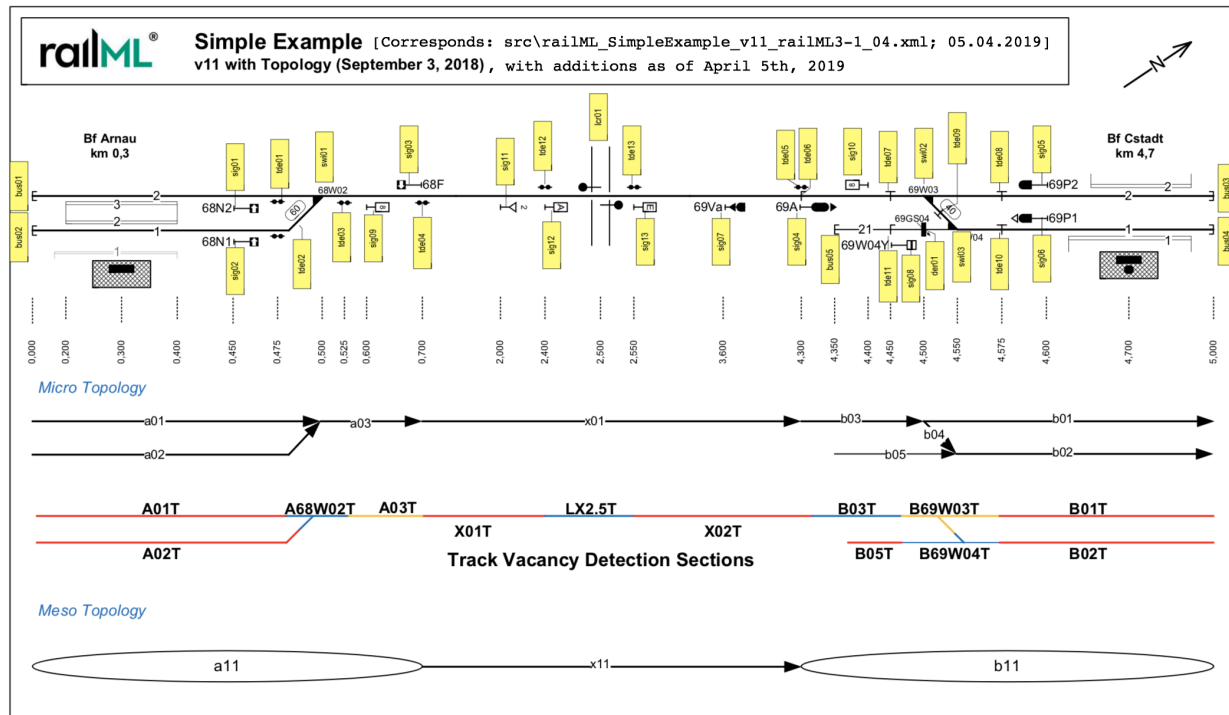 railML®
Simple Example [Corresponds: src\railML_SimpleExample_v11_railML3-1_04.xml; 05.04.2019]
v11 with Topology (September 3, 2018), with additions as of April 5th, 2019
N
Bf Arnau
km 0,3
Bf Cstadt
km 4,7
bus01
bus02
sig01
tde01
swi01
sig03
sig11
tde12
lcr01
tde13
tde05
tde06
sig10
tde07
swi02
tde09
tde08
sig05
bus03
bus04
2
68N2
68W02
68F
2
A
E
8
69Va
69A
8
69W03
69P2
2
2
3
2
1
60
1
68N1
21
69GS04
40
69P1
1
1
69W04Y
sig02
tde02
tde03
sig09
tde04
sig12
sig13
sig07
sig04
bus05
tde11
sig08
der01
swi03
tde10
sig06
0,000
0,200
0,300
0,400
0,450
0,475
0,500
0,525
0,600
0,700
2,000
2,400
2,500
2,550
3,600
4,300
4,350
4,400
4,450
4,500
4,550
4,575
4,600
4,700
5,000
Micro Topology
a01
a03
x01
b03
b01
b04
a02
b05
b02
A01T
A68W02T
A03T
X01T
LX2.5T
X02T
B03T
B69W03T
B01T
A02T
B05T
B69W04T
B02T
Track Vacancy Detection Sections
Meso Topology
a11
x11
b11